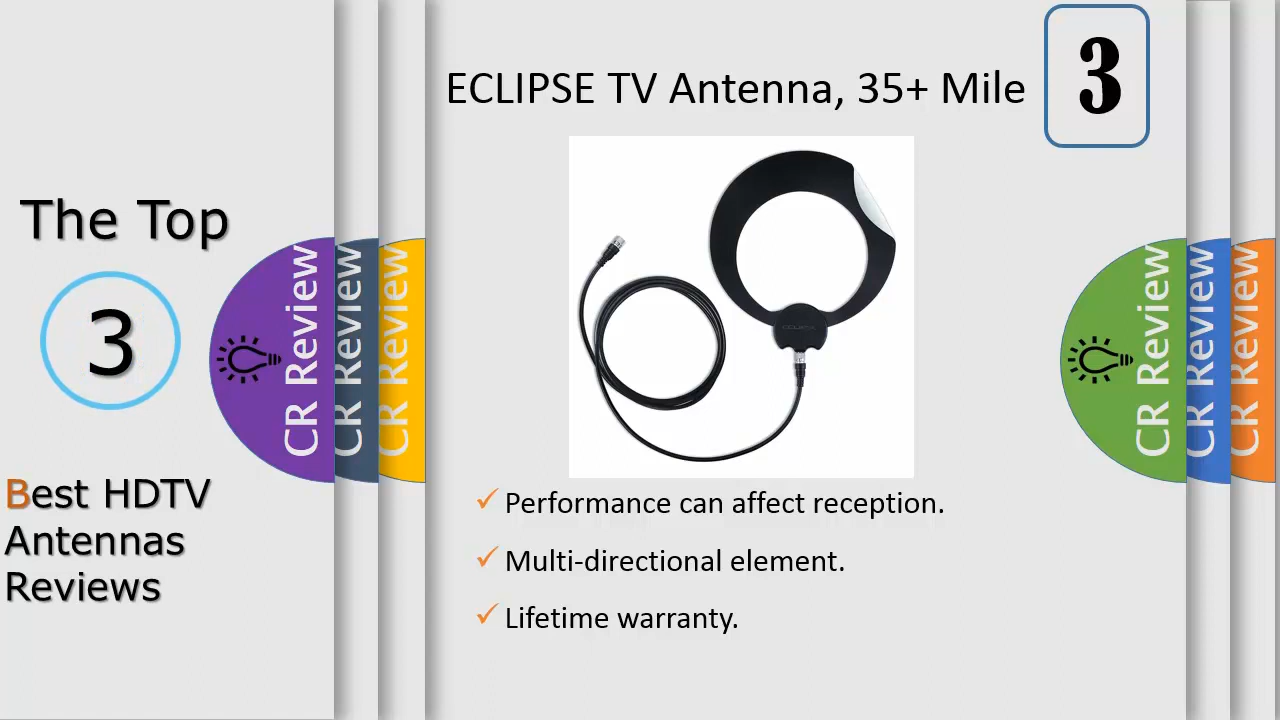 The Top
3
Best HDTV
Antennas
Reviews
CR Review
CR Review
CR Review
ECLIPSE TV Antenna, 35+ Mile
3
✓ Performance can affect reception.
✓ Multi-directional element.
✓ Lifetime warranty.
CR Review
CR Review
CR Review